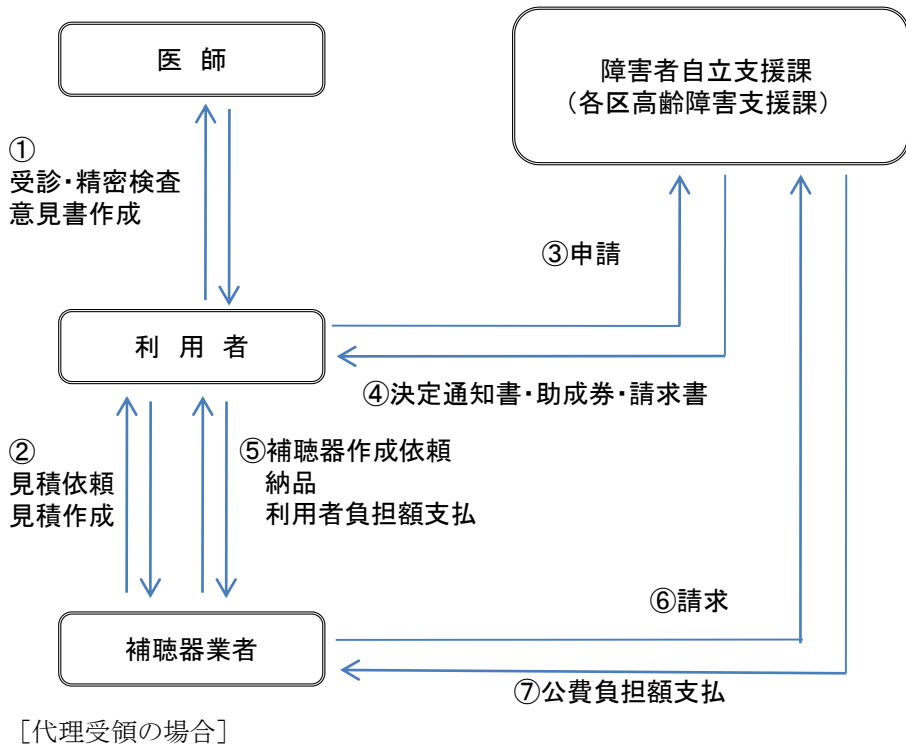 医 師
障害者自立支援課
（各区高齢障害支援課）
①
受診・精密検査
意見書作成
③申請
利 用 者
④決定通知書・助成券・請求書
②
見積依頼
見積作成
⑤補聴器作成依頼
納品
利用者負担額支払
⑥請求
補聴器業者
⑦公費負担額支払
［代理受領の場合］